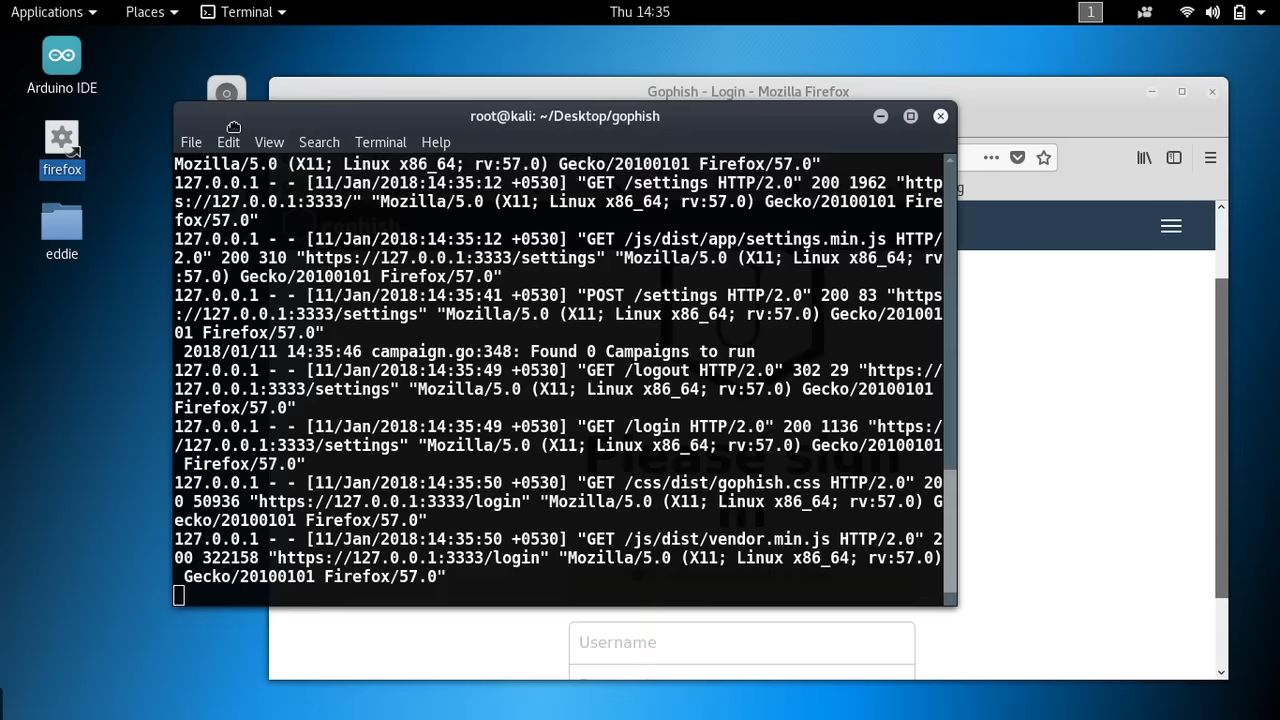 Applications Places Terminal Thu 14:35 1
Arduino IDE
firefox
eddie
Gophish - Login - Mozilla Firefox
root@kali: ~/Desktop/gophish
File Edit View Search Terminal Help
Mozilla/5.0 (X11; Linux x86_64; rv:57.0) Gecko/20100101 Firefox/57.0"
127.0.0.1 - - [11/Jan/2018:14:35:12 +0530] "GET /settings HTTP/2.0" 200 1962 "http
s://127.0.0.1:3333/" "Mozilla/5.0 (X11; Linux x86_64; rv:57.0) Gecko/20100101 Fire
fox/57.0"
127.0.0.1 - - [11/Jan/2018:14:35:12 +0530] "GET /js/dist/app/settings.min.js HTTP/
2.0" 200 310 "https://127.0.0.1:3333/settings" "Mozilla/5.0 (X11; Linux x86_64; rv
:57.0) Gecko/20100101 Firefox/57.0"
127.0.0.1 - - [11/Jan/2018:14:35:41 +0530] "POST /settings HTTP/2.0" 200 83 "https
://127.0.0.1:3333/settings" "Mozilla/5.0 (X11; Linux x86_64; rv:57.0) Gecko/201001
01 Firefox/57.0"
2018/01/11 14:35:46 campaign.go:348: Found 0 Campaigns to run
127.0.0.1 - - [11/Jan/2018:14:35:49 +0530] "GET /logout HTTP/2.0" 302 29 "https://
127.0.0.1:3333/settings" "Mozilla/5.0 (X11; Linux x86_64; rv:57.0) Gecko/20100101
Firefox/57.0"
127.0.0.1 - - [11/Jan/2018:14:35:49 +0530] "GET /login HTTP/2.0" 200 1136 "https:/
/127.0.0.1:3333/settings" "Mozilla/5.0 (X11; Linux x86_64; rv:57.0) Gecko/20100101
Firefox/57.0"
127.0.0.1 - - [11/Jan/2018:14:35:50 +0530] "GET /css/dist/gophish.css HTTP/2.0" 20
0 50936 "https://127.0.0.1:3333/login" "Mozilla/5.0 (X11; Linux x86_64; rv:57.0) G
ecko/20100101 Firefox/57.0"
127.0.0.1 - - [11/Jan/2018:14:35:50 +0530] "GET /js/dist/vendor.min.js HTTP/2.0" 2
00 322158 "https://127.0.0.1:3333/login" "Mozilla/5.0 (X11; Linux x86_64; rv:57.0)
Gecko/20100101 Firefox/57.0"
Please sign
in
Username